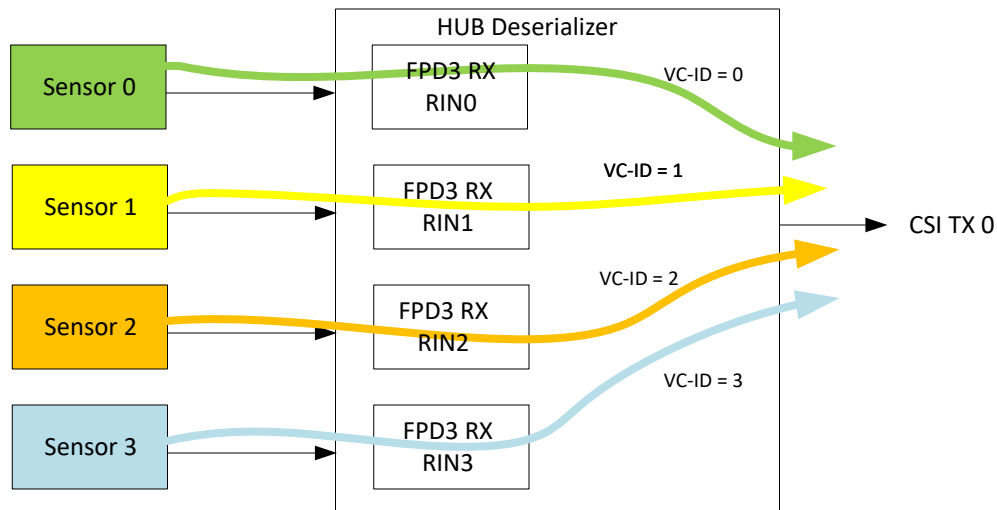 HUB Deserializer
Sensor 0
FPD3 RX
RIN0
VC-ID = 0
Sensor 1
FPD3 RX
RIN1
VC-ID = 1
CSI TX 0
Sensor 2
FPD3 RX
RIN2
VC-ID = 2
Sensor 3
FPD3 RX
RIN3
VC-ID = 3